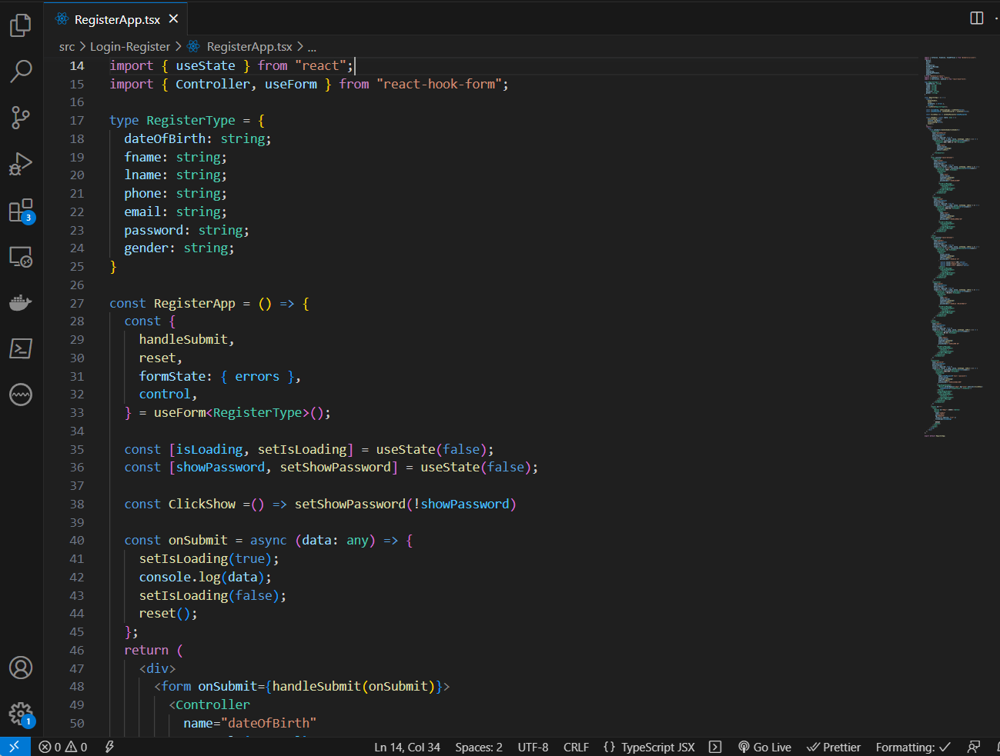 RegisterApp.tsx
src > Login-Register > RegisterApp.tsx > ...
14 import { useState } from "react";
15 import { Controller, useForm } from "react-hook-form";
16
17 type RegisterType = {
18 dateOfBirth: string;
19 fname: string;
20 lname: string;
21 phone: string;
22 email: string;
23 password: string;
24 gender: string;
25 }
26
27 const RegisterApp = () => {
28 const {
29 handleSubmit,
30 reset,
31 formState: { errors },
32 control,
33 } = useForm<RegisterType>();
34
35 const [isLoading, setIsLoading] = useState(false);
36 const [showPassword, setShowPassword] = useState(false);
37
38 const ClickShow =() => setShowPassword(!showPassword)
39
40 const onSubmit = async (data: any) => {
41 setIsLoading(true);
42 console.log(data);
43 setIsLoading(false);
44 reset();
45 };
46 return (
47 <div>
48 <form onSubmit={handleSubmit(onSubmit)}>
49 <Controller
50 name="dateOfBirth"
3
1
0 0 Ln 14, Col 34 Spaces: 2 UTF-8 CRLF {} TypeScript JSX Go Live Prettier Formatting: ✓